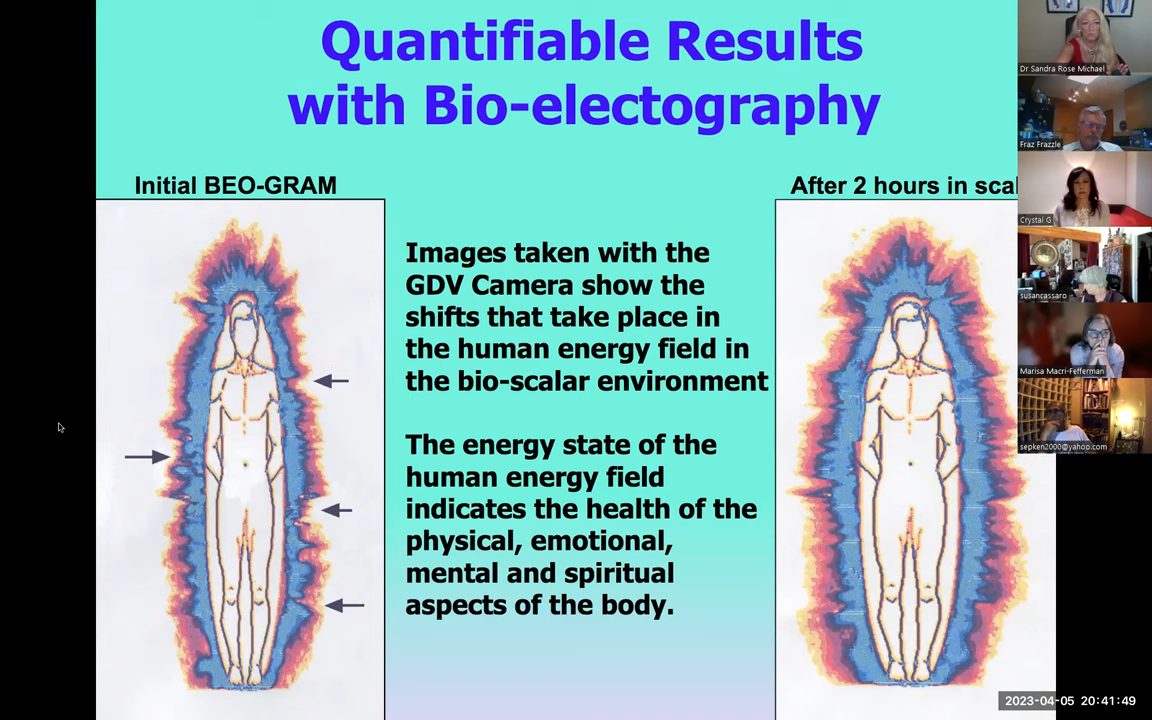 Quantifiable Results
with Bio-electography
Initial BEO-GRAM
After 2 hours in scal
Images taken with the
GDV Camera show the
shifts that take place in
the human energy field in
the bio-scalar environment
The energy state of the
human energy field
indicates the health of the
physical, emotional,
mental and spiritual
aspects of the body.
Dr Sandra Rose Michael
Fraz Frazzle
Crystal G
susancassaro
Marisa Macri-Fefferman
sepken2000@yahoo.com
2023-04-05 20:41:49